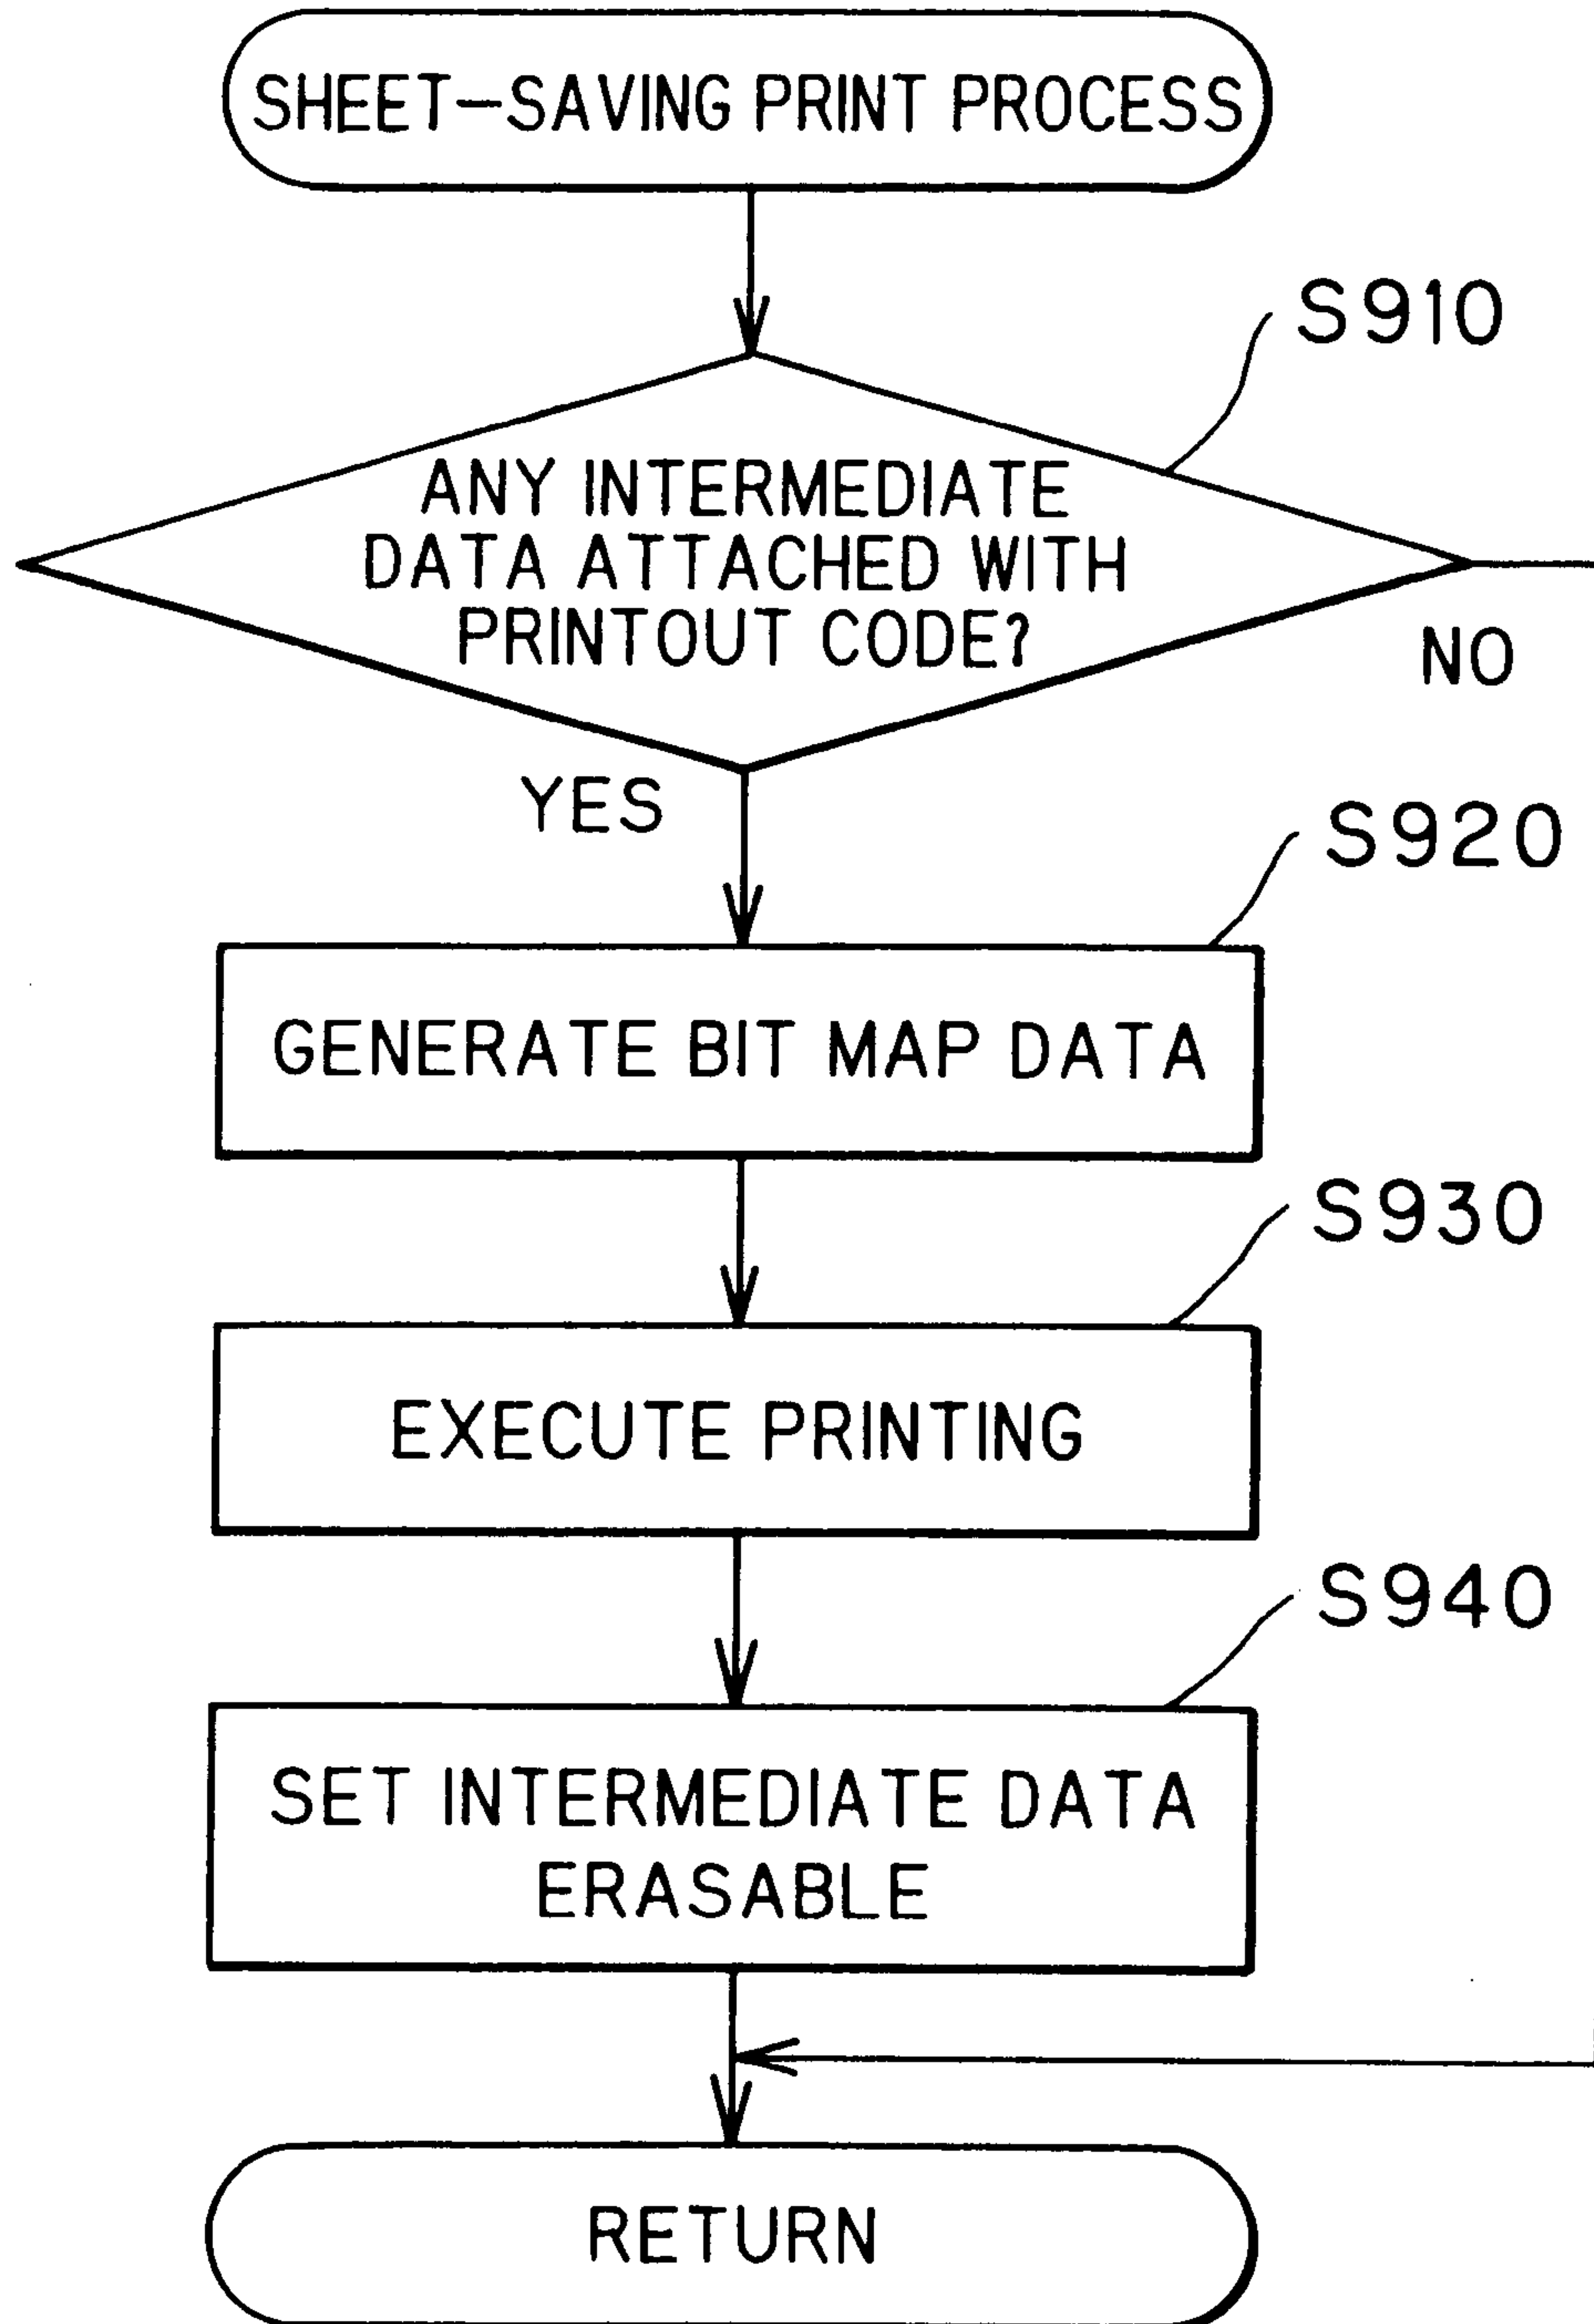 SHEET-SAVING PRINT PROCESS
S910
ANY INTERMEDIATE
DATA ATTACHED WITH
PRINTOUT CODE?
NO
YES
S920
GENERATE BIT MAP DATA
S930
EXECUTE PRINTING
S940
SET INTERMEDIATE DATA
ERASABLE
RETURN